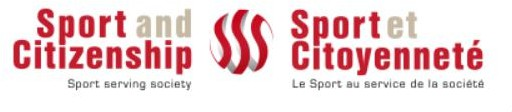 Sport and
Citizenship
Sport serving society
Sport et
Citoyenneté
Le Sport au service de la société